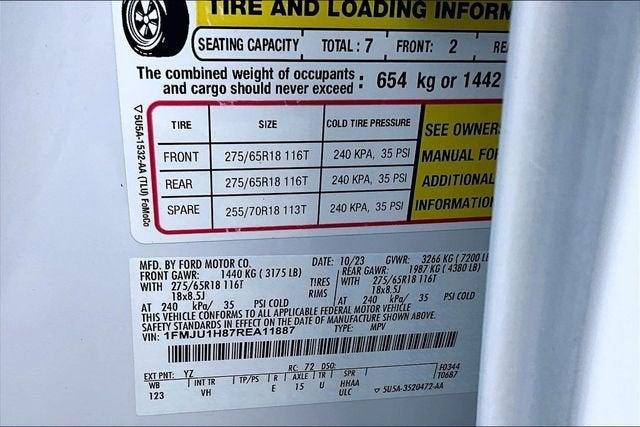 TIRE AND LOADING INFORM
SEATING CAPACITY TOTAL : 7 FRONT: 2 RE
The combined weight of occupants
and cargo should never exceed : 654 kg or 1442
TIRE SIZE COLD TIRE PRESSURE
FRONT 275/65R18 116T 240 KPA, 35 PSI
REAR 275/65R18 116T 240 KPA, 35 PSI
SPARE 255/70R18 113T 240 KPA, 35 PSI
SEE OWNER
MANUAL FO
ADDITIONAL
INFORMATIO
5U5A-1532-AA (TLU) FoMoCo
MFD. BY FORD MOTOR CO. DATE: 10/23 GVWR: 3266 KG ( 7200 LB
FRONT GAWR: 1440 KG ( 3175 LB) REAR GAWR: 1987 KG ( 4380 LB)
WITH 275/65R18 116T TIRES WITH 275/65R18 116T
18x8.5J RIMS 18x8.5J
AT 240 kPa/ 35 PSI COLD AT 240 kPa/ 35 PSI COLD
THIS VEHICLE CONFORMS TO ALL APPLICABLE FEDERAL MOTOR VEHICLE
SAFETY STANDARDS IN EFFECT ON THE DATE OF MANUFACTURE SHOWN ABOVE.
VIN: 1FMJU1H87REA11887 TYPE: MPV
EXT PNT: YZ RC: 72 DSO: F0344
WB INT TR TP/PS R AXLE TR SPR T0687
123 VH E 15 U HHAA
ULC 5U5A-3520472-AA